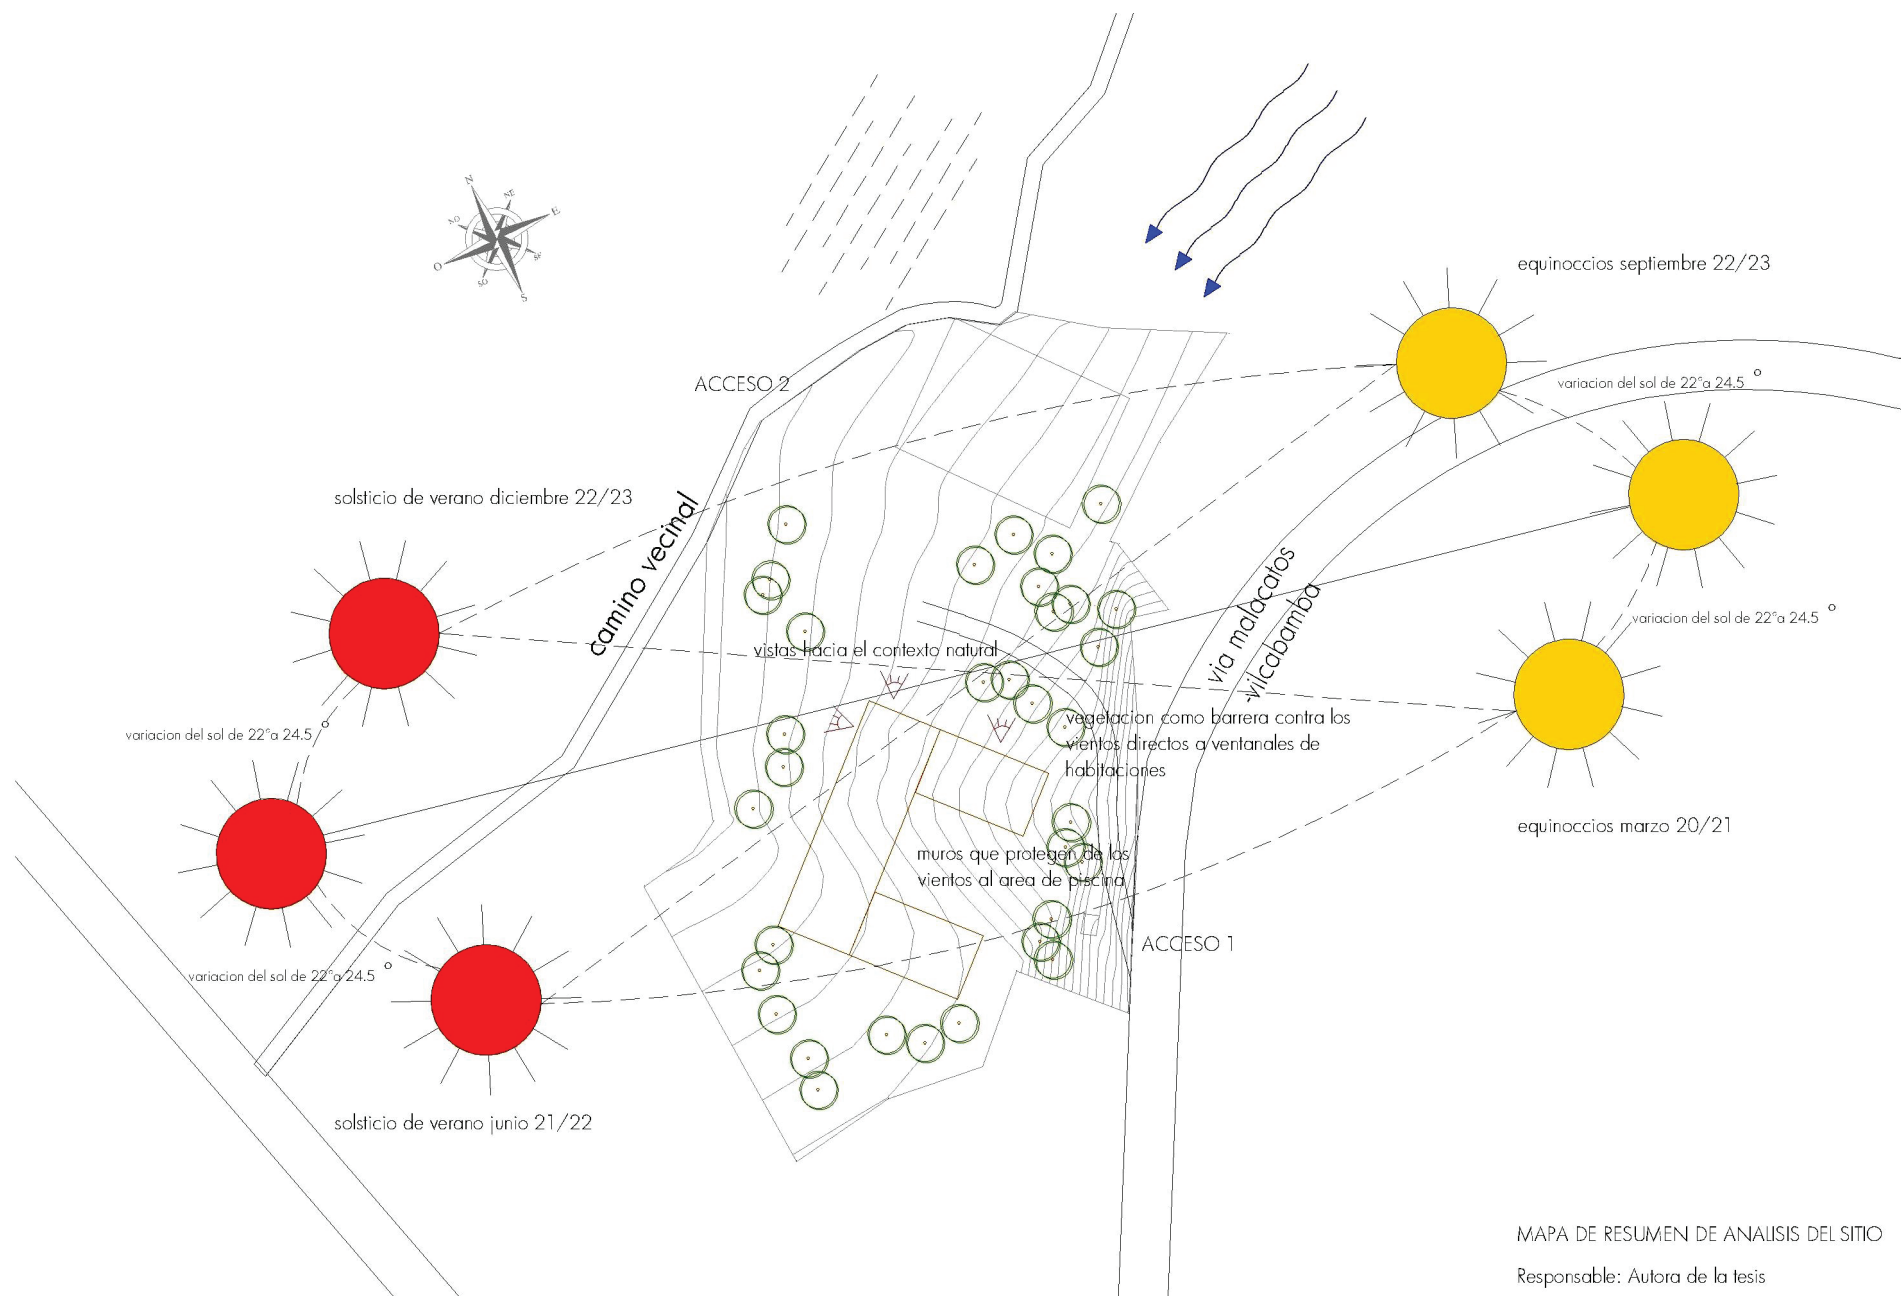 N
NE
E
SE
S
SO
O
NO
equinoccios septiembre 22/23
variacion del sol de 22°a 24.5 °
ACCESO 2
solsticio de verano diciembre 22/23
camino vecinal
via malacatos
-vilcabamba
variacion del sol de 22°a 24.5 °
vistas hacia el contexto natural
vegetacion como barrera contra los
vientos directos a ventanales de
habitaciones
variacion del sol de 22°a 24.5 °
equinoccios marzo 20/21
muros que protegen de los
vientos al area de piscina
ACCESO 1
variacion del sol de 22°a 24.5 °
solsticio de verano junio 21/22
MAPA DE RESUMEN DE ANALISIS DEL SITIO
Responsable: Autora de la tesis